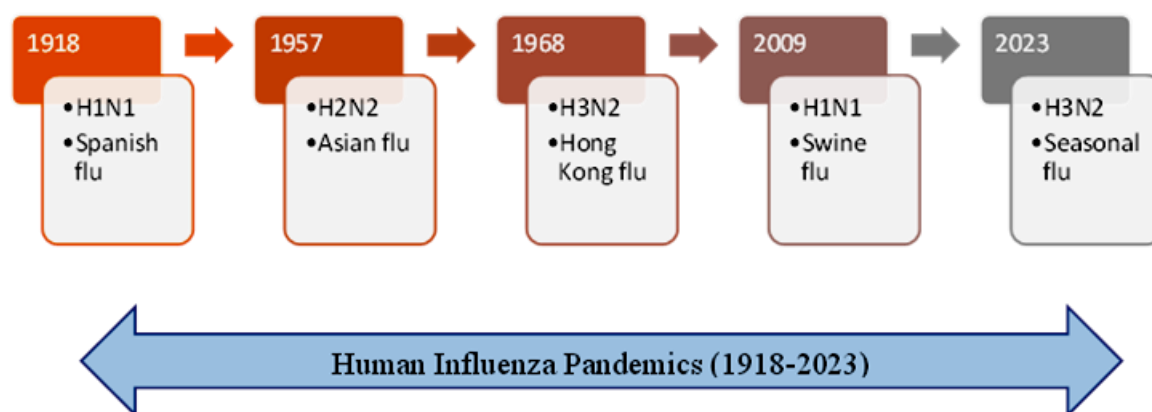 1918
• H1N1
• Spanish
flu
1957
• H2N2
• Asian flu
1968
• H3N2
• Hong
Kong flu
2009
• H1N1
• Swine
flu
2023
• H3N2
• Seasonal
flu
Human Influenza Pandemics (1918-2023)